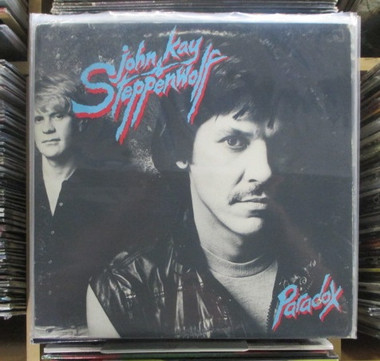 john kay
Steppenwolf
Paradox